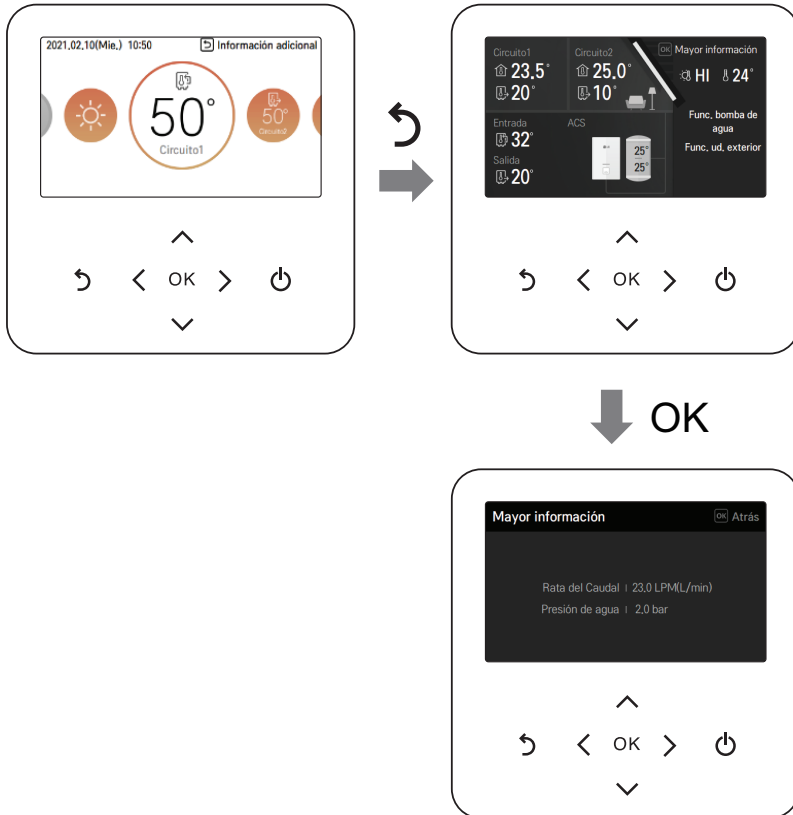 2021.02.10(Mie.) 10:50
Información adicional
50°
Circuito1
50°
Circuito2
OK
Circuito1
23.5°
20°
Circuito2
25.0°
10°
OK Mayor información
HI 24°
Func. bomba de
agua
Func. ud. exterior
Entrada
32°
Salida
20°
ACS
25°
25°
OK
OK
Mayor información
OK Atrás
Rata del Caudal | 23.0 LPM(L/min)
Presión de agua | 2.0 bar
OK